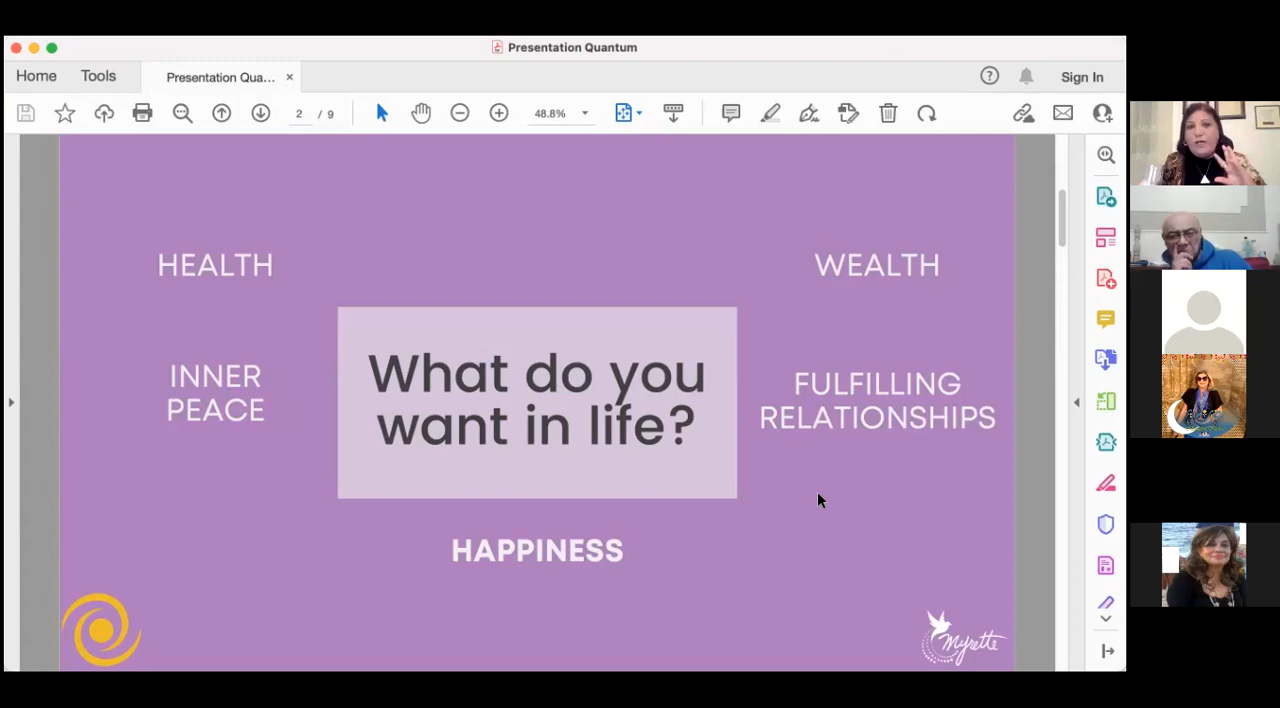 Presentation Quantum
Home Tools Presentation Qua... × Sign In
2 / 9 48.8%
HEALTH
WEALTH
INNER
PEACE
What do you
want in life?
FULFILLING
RELATIONSHIPS
HAPPINESS
Myrette